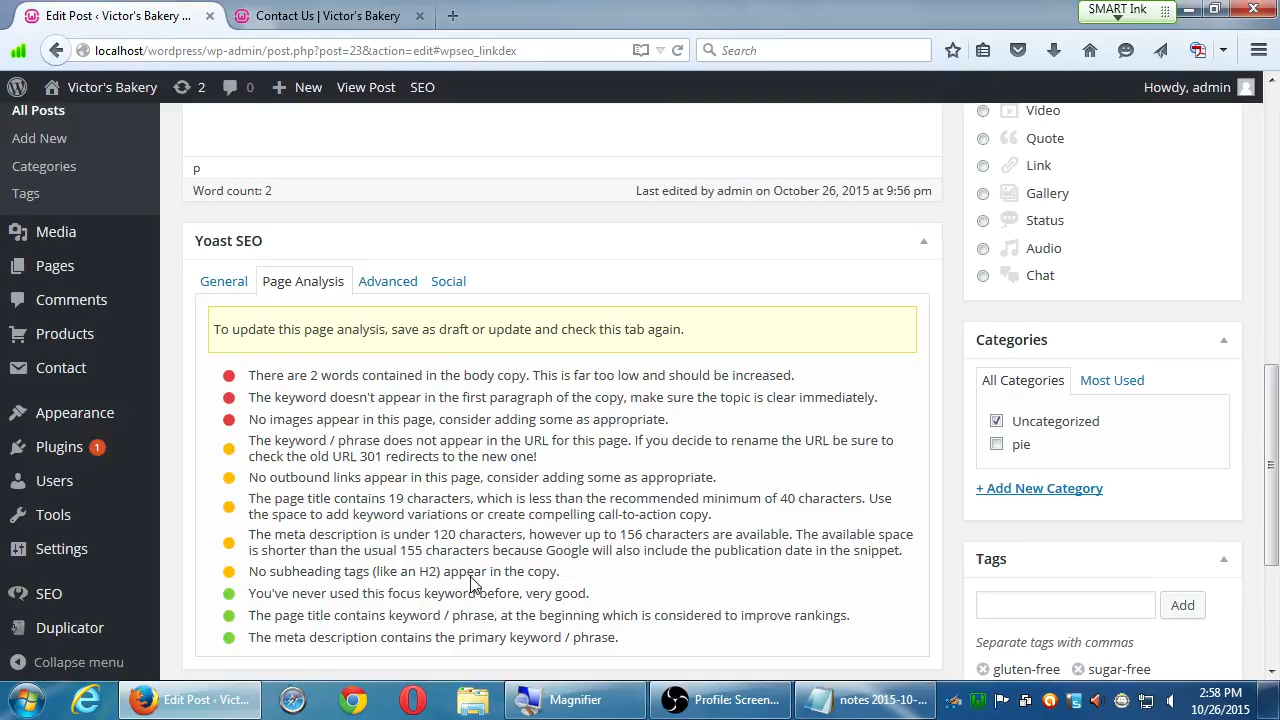 Edit Post ‹ Victor's Bakery ...
Contact Us | Victor's Bakery
SMART Ink
localhost/wordpress/wp-admin/post.php?post=23&action=edit#wpseo_linkdex
Search
Victor's Bakery
2
0
New
View Post
SEO
Howdy, admin
All Posts
Add New
Categories
Tags
Media
Pages
Comments
Products
Contact
Appearance
Plugins 1
Users
Tools
Settings
SEO
Duplicator
Collapse menu
p
Word count: 2
Last edited by admin on October 26, 2015 at 9:56 pm
Yoast SEO
General
Page Analysis
Advanced
Social
To update this page analysis, save as draft or update and check this tab again.
There are 2 words contained in the body copy. This is far too low and should be increased.
The keyword doesn't appear in the first paragraph of the copy, make sure the topic is clear immediately.
No images appear in this page, consider adding some as appropriate.
The keyword / phrase does not appear in the URL for this page. If you decide to rename the URL be sure to
check the old URL 301 redirects to the new one!
No outbound links appear in this page, consider adding some as appropriate.
The page title contains 19 characters, which is less than the recommended minimum of 40 characters. Use
the space to add keyword variations or create compelling call-to-action copy.
The meta description is under 120 characters, however up to 156 characters are available. The available space
is shorter than the usual 155 characters because Google will also include the publication date in the snippet.
No subheading tags (like an H2) appear in the copy.
You've never used this focus keyword before, very good.
The page title contains keyword / phrase, at the beginning which is considered to improve rankings.
The meta description contains the primary keyword / phrase.
Video
Quote
Link
Gallery
Status
Audio
Chat
Categories
All Categories
Most Used
Uncategorized
pie
+ Add New Category
Tags
Add
Separate tags with commas
gluten-free
sugar-free
Edit Post ‹ Vict...
Magnifier
Profile: Screen...
notes 2015-10-...
2:58 PM
10/26/2015